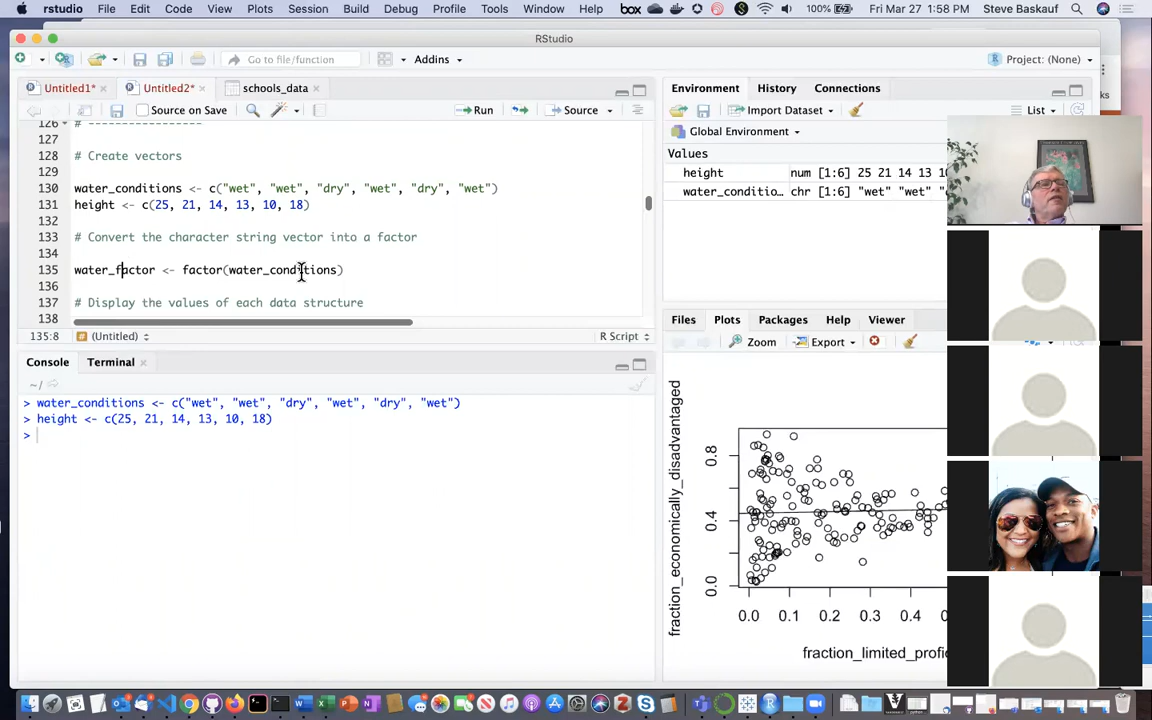 rstudio File Edit Code View Plots Session Build Debug Profile Tools Window Help box 100% Fri Mar 27 1:58 PM Steve Baskauf
RStudio
Go to file/function Addins Project: (None)
Untitled1* Untitled2* schools_data
Source on Save Run Source
126 # -----------------
127
128 # Create vectors
129
130 water_conditions <- c("wet", "wet", "dry", "wet", "dry", "wet")
131 height <- c(25, 21, 14, 13, 10, 18)
132
133 # Convert the character string vector into a factor
134
135 water_factor <- factor(water_conditions)
136
137 # Display the values of each data structure
138
135:8 (Untitled) R Script
Console Terminal
~/
> water_conditions <- c("wet", "wet", "dry", "wet", "dry", "wet")
> height <- c(25, 21, 14, 13, 10, 18)
>
Environment History Connections
Import Dataset List
Global Environment
Values
height num [1:6] 25 21 14 13 10
water_conditio… chr [1:6] "wet" "wet" "
Files Plots Packages Help Viewer
Zoom Export
fraction_economically_disadvantaged
0.8
0.4
0.0
0.0 0.1 0.2 0.3 0.4
fraction_limited_profic